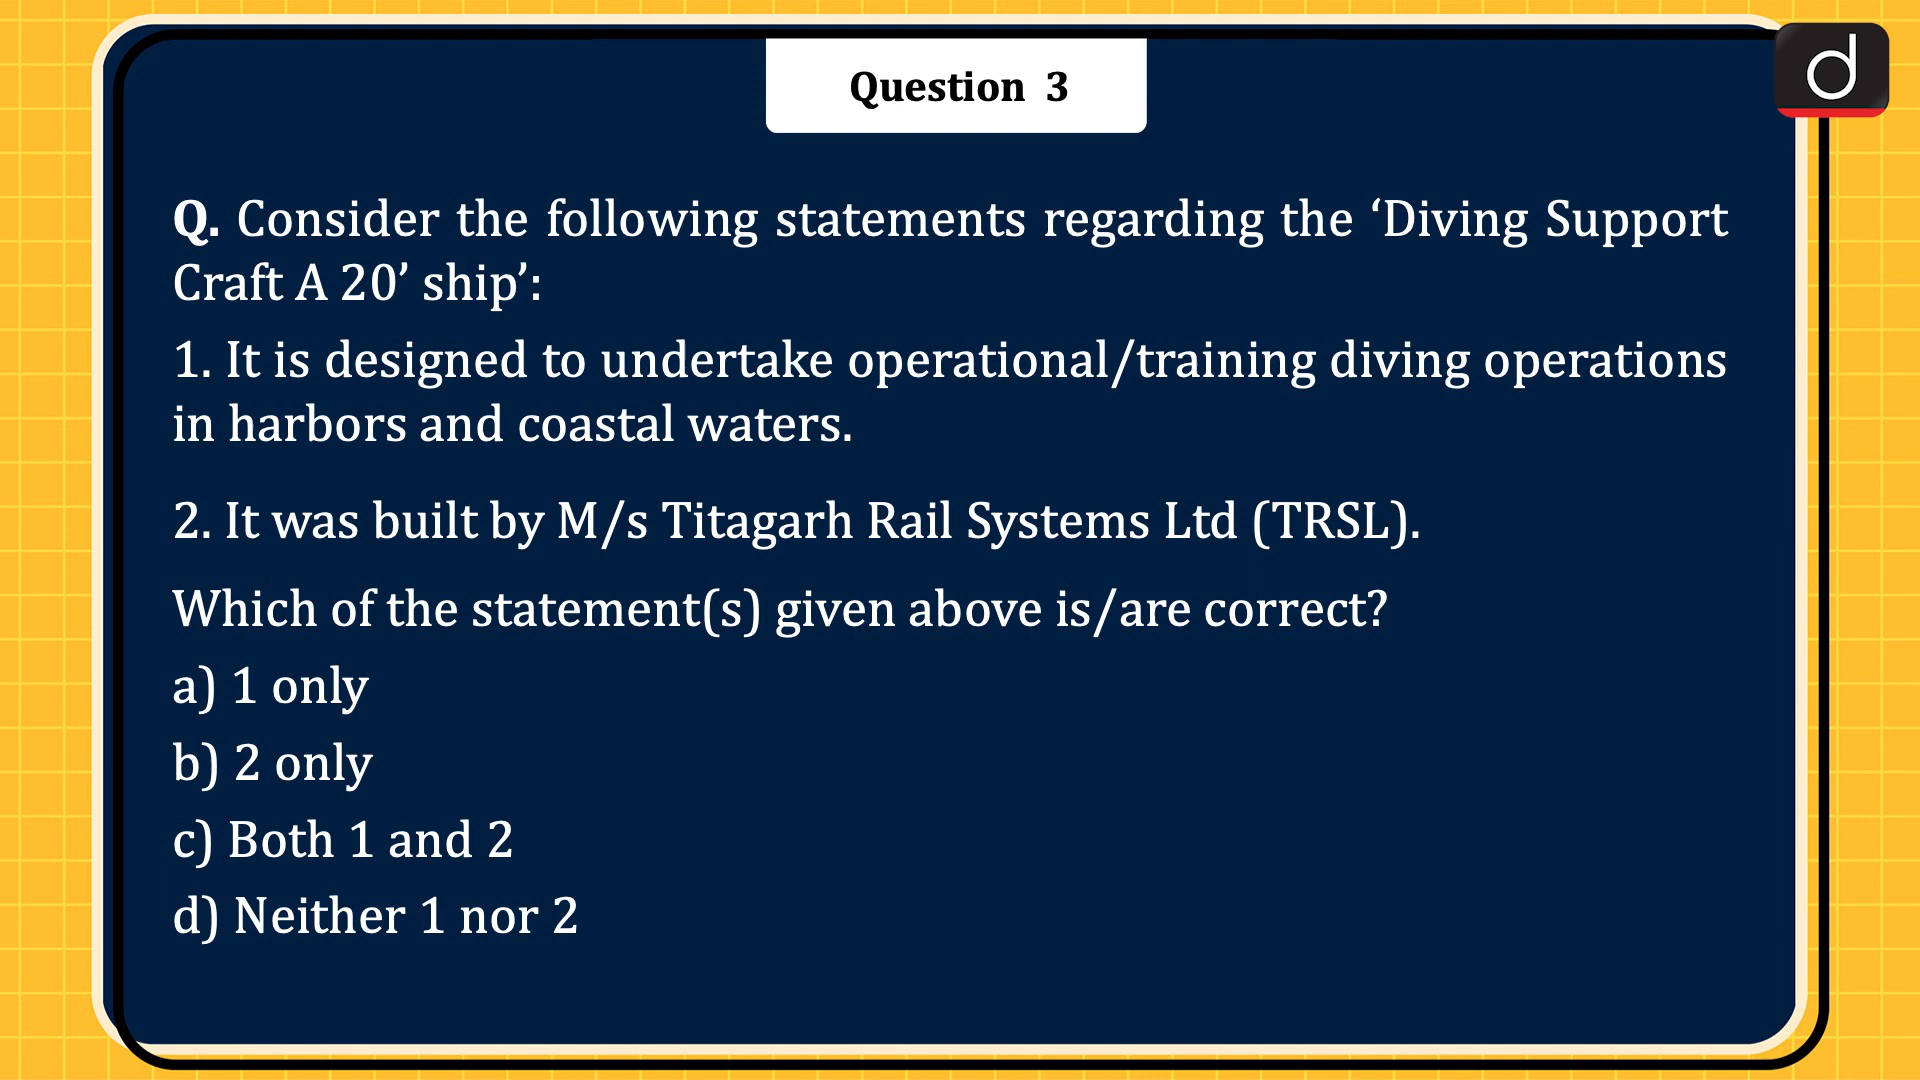 Question 3
d
Q. Consider the following statements regarding the ‘Diving Support
Craft A 20’ ship’:
1. It is designed to undertake operational/training diving operations
in harbors and coastal waters.
2. It was built by M/s Titagarh Rail Systems Ltd (TRSL).
Which of the statement(s) given above is/are correct?
a) 1 only
b) 2 only
c) Both 1 and 2
d) Neither 1 nor 2